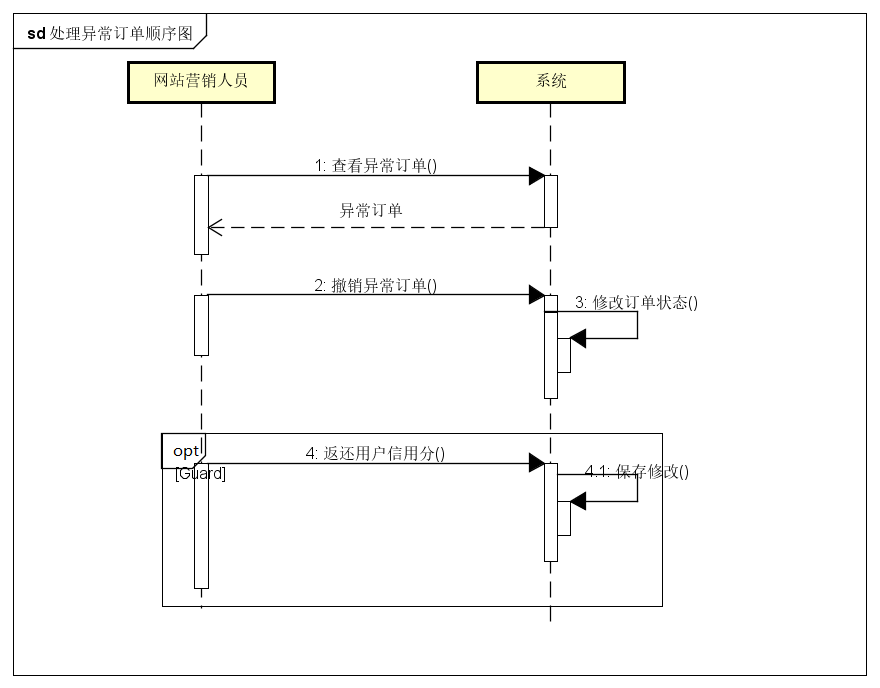 sd 处理异常订单顺序图
网站营销人员
系统
1: 查看异常订单()
异常订单
2: 撤销异常订单()
3: 修改订单状态()
opt
4: 返还用户信用分()
[Guard]
4.1: 保存修改()